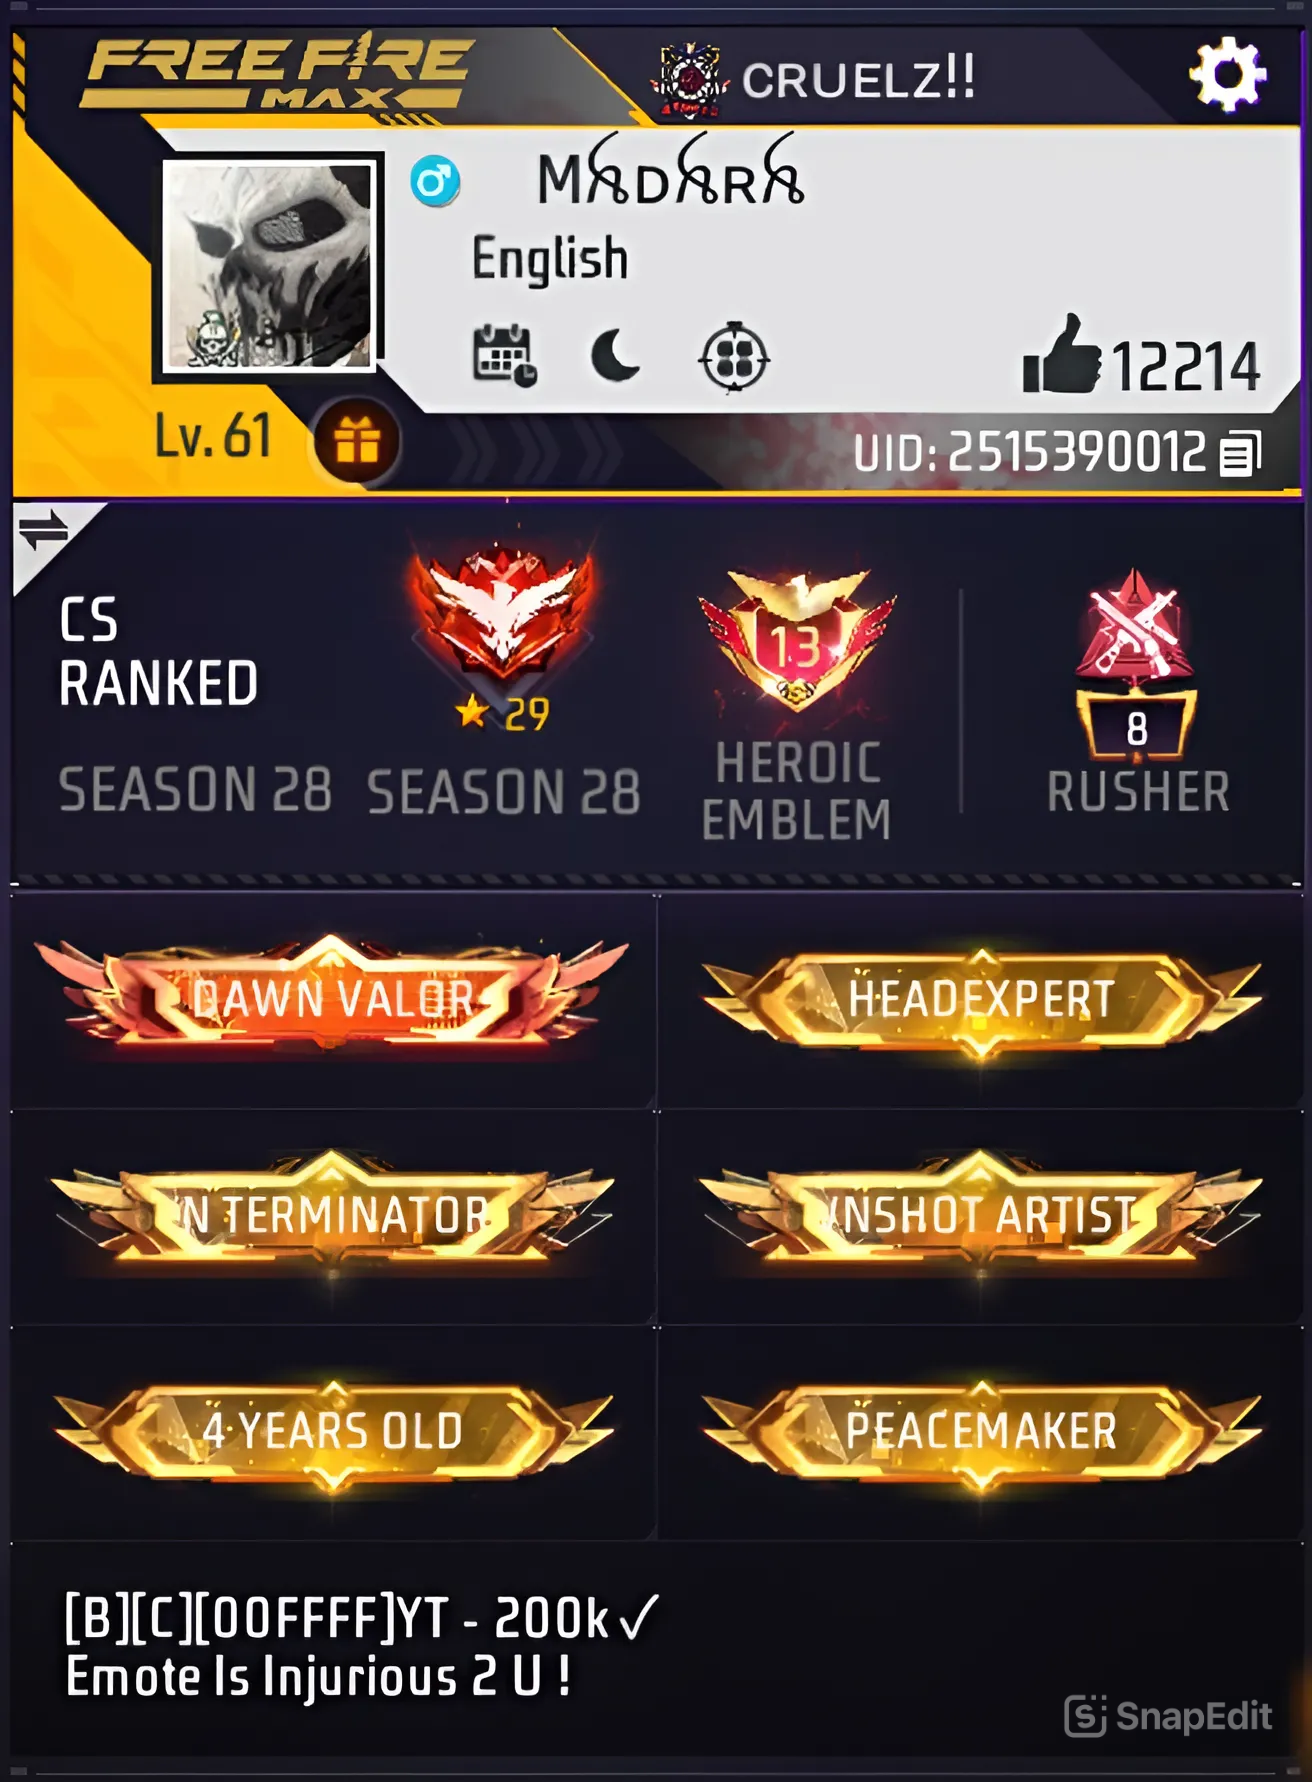 FREE FIRE
MAX
CRUELZ!!
English
12214
Lv. 61
UID: 2515390012
CS
RANKED
SEASON 28
29
SEASON 28
13
HEROIC
EMBLEM
8
RUSHER
DAWN VALOR
HEADEXPERT
N TERMINATOR
NSHOT ARTIST
4 YEARS OLD
PEACEMAKER
[B][C][00FFFF]YT - 200k✓
Emote Is Injurious 2 U !
SnapEdit